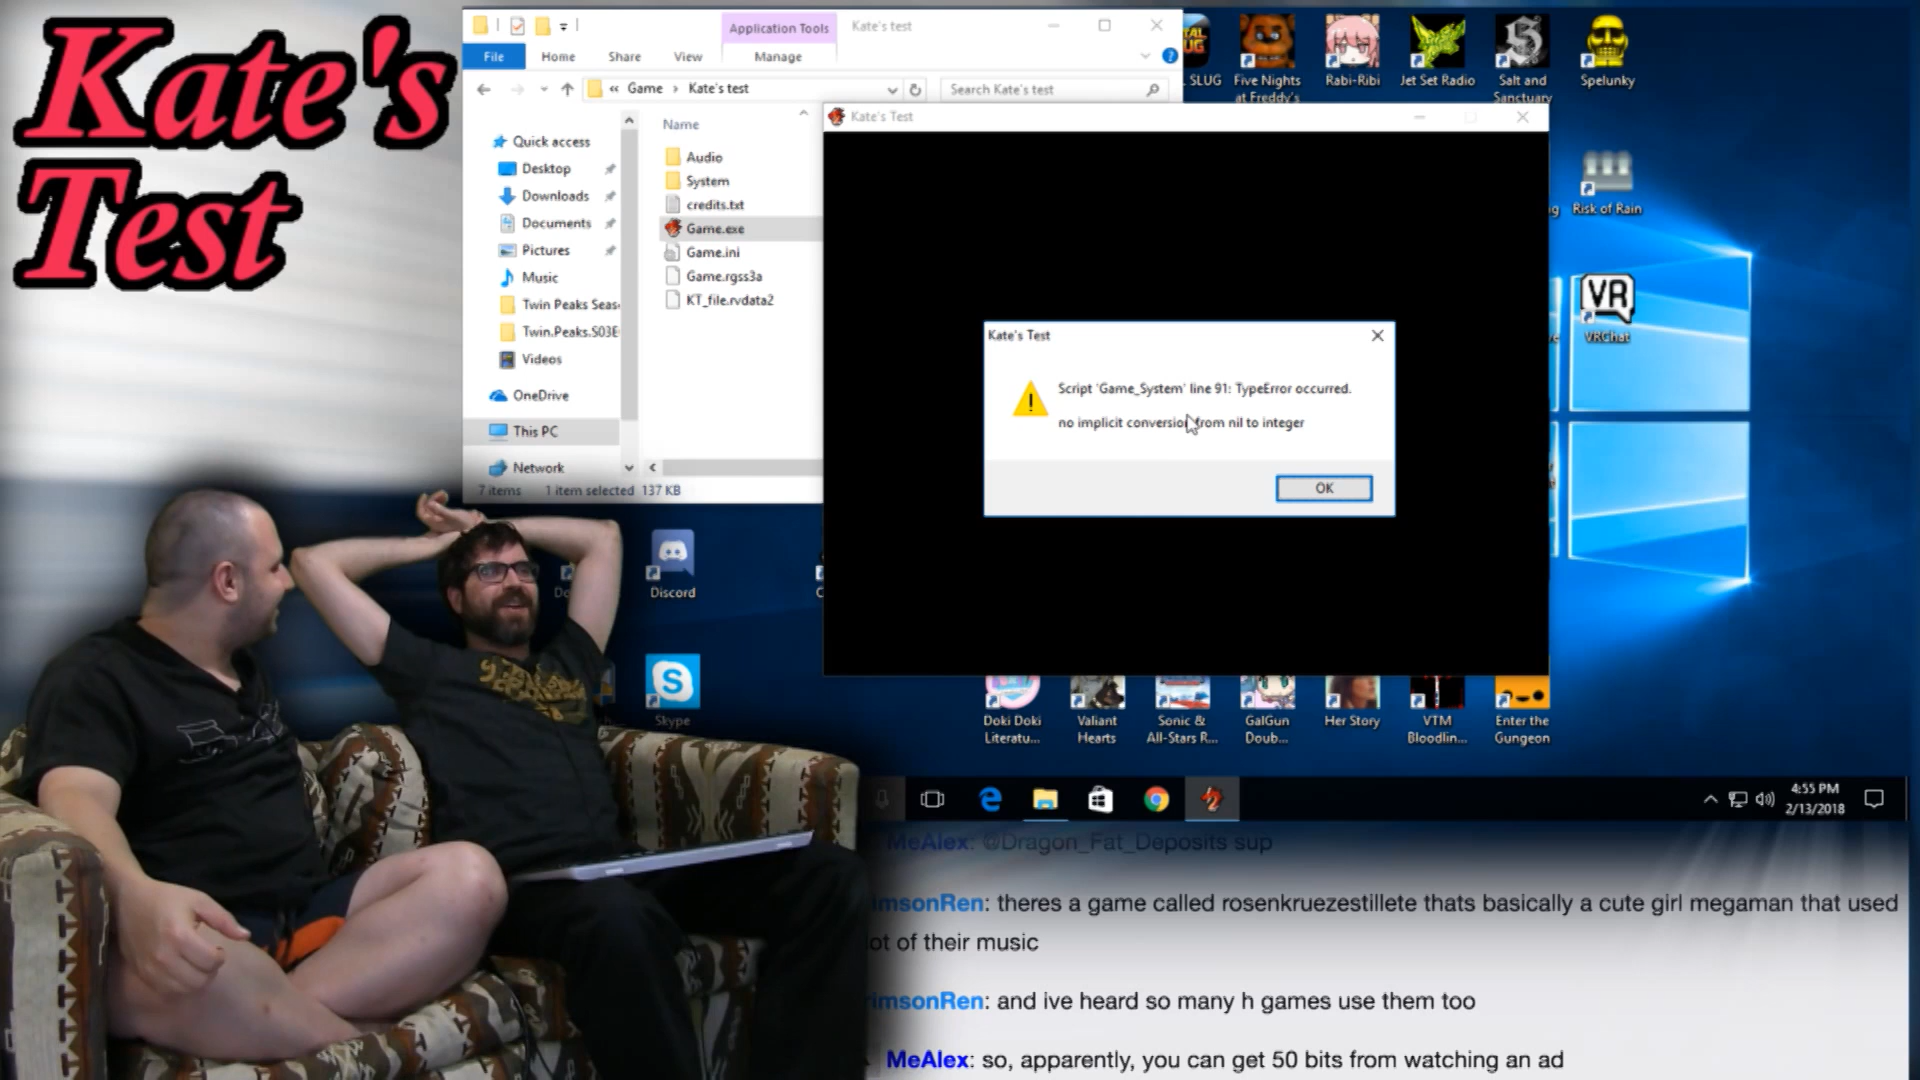 Kate's
Test
Application Tools
Kate's test
File
Home
Share
View
Manage
« Game > Kate's test
Search Kate's test
Quick access
Desktop
Downloads
Documents
Pictures
Music
Twin Peaks Seas
Twin.Peaks.S03E
Videos
OneDrive
This PC
Network
7 items
1 item selected
137 KB
Name
Audio
System
credits.txt
Game.exe
Game.ini
Game.rgss3a
KT_file.rvdata2
Kate's Test
Kate's Test
Script 'Game_System' line 91: TypeError occurred.
no implicit conversion from nil to integer
OK
SLUG
Five Nights
at Freddy's
Rabi-Ribi
Jet Set Radio
Salt and
Sanctuary
Spelunky
Risk of Rain
VR
VRChat
Discord
Skype
Doki Doki
Literatu...
Valiant
Hearts
Sonic &
All-Stars R...
GalGun
Doub...
Her Story
VTM
Bloodlin...
Enter the
Gungeon
4:55 PM
2/13/2018
MeAlex: @Dragon_Fat_Deposits sup
imsonRen: theres a game called rosenkruezestillete thats basically a cute girl megaman that used
lot of their music
rimsonRen: and ive heard so many h games use them too
MeAlex: so, apparently, you can get 50 bits from watching an ad